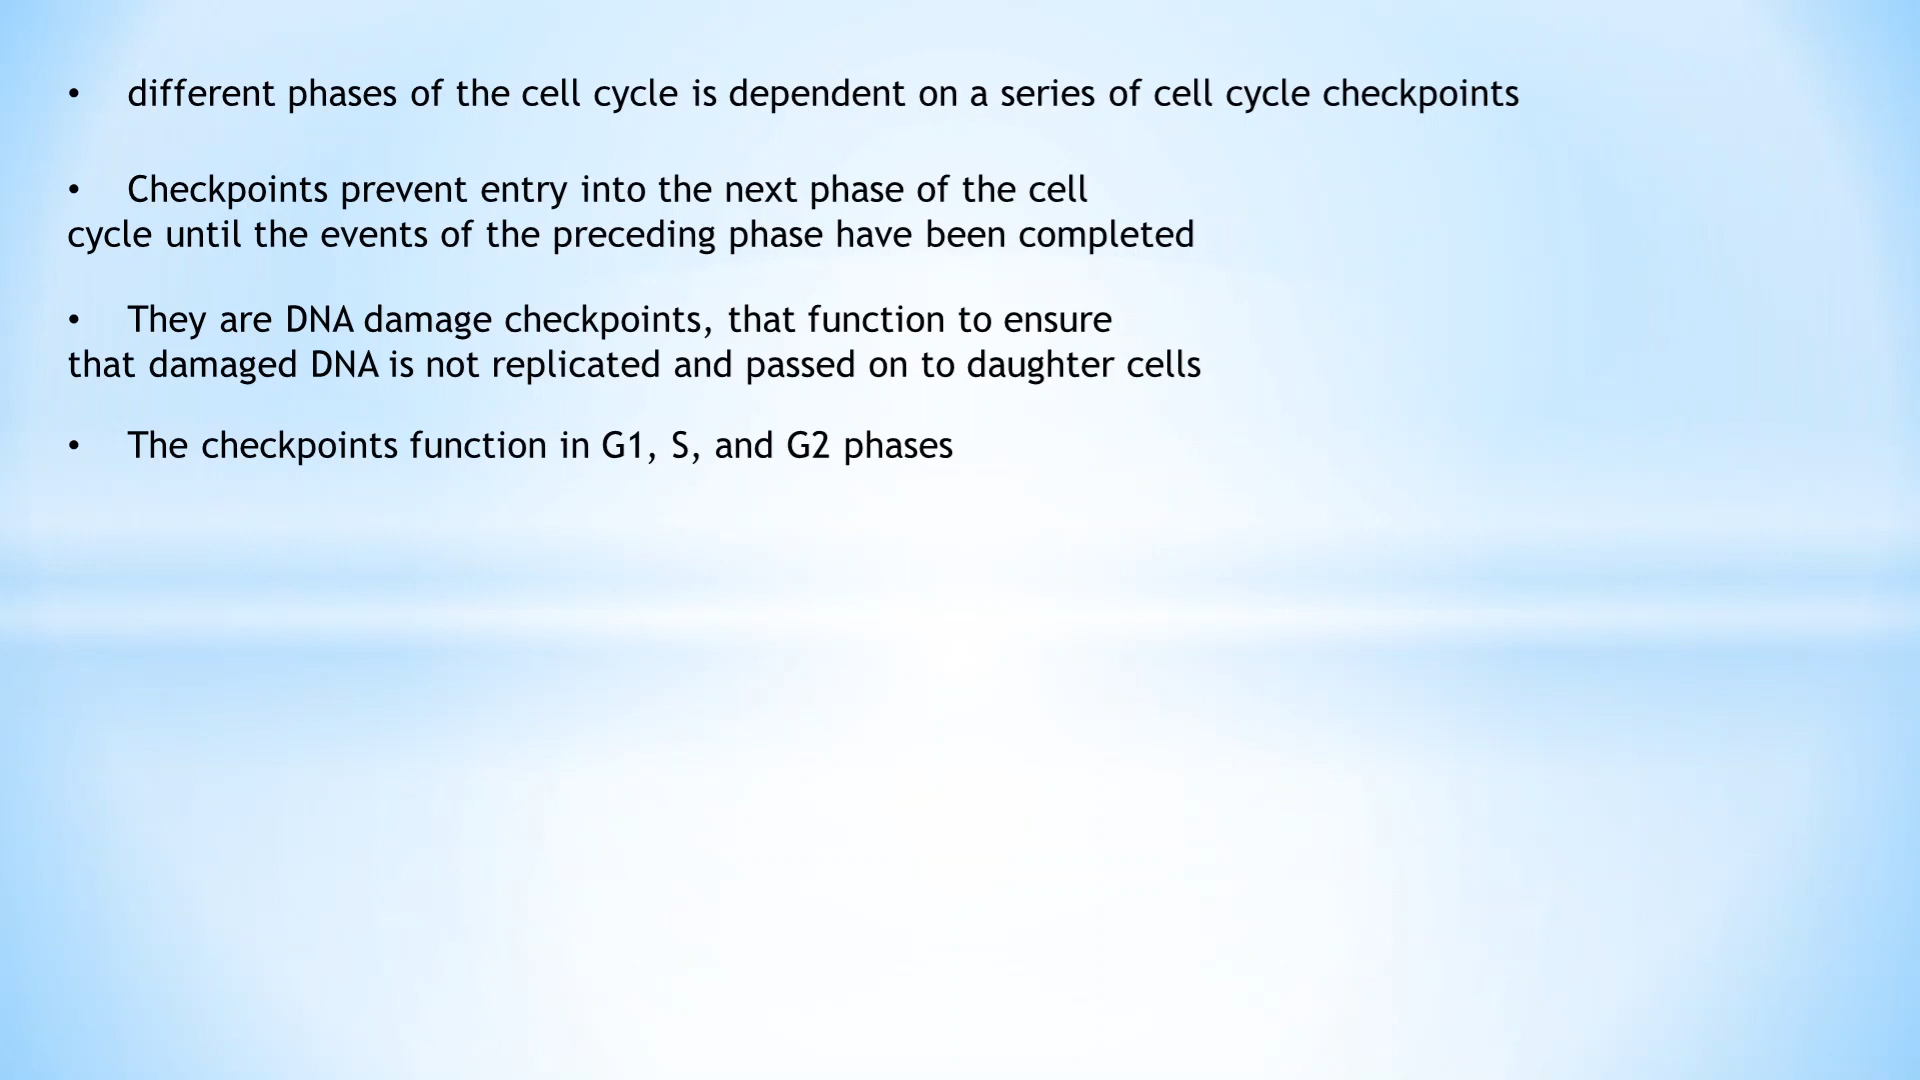 • different phases of the cell cycle is dependent on a series of cell cycle checkpoints
• Checkpoints prevent entry into the next phase of the cell
cycle until the events of the preceding phase have been completed
• They are DNA damage checkpoints, that function to ensure
that damaged DNA is not replicated and passed on to daughter cells
• The checkpoints function in G1, S, and G2 phases